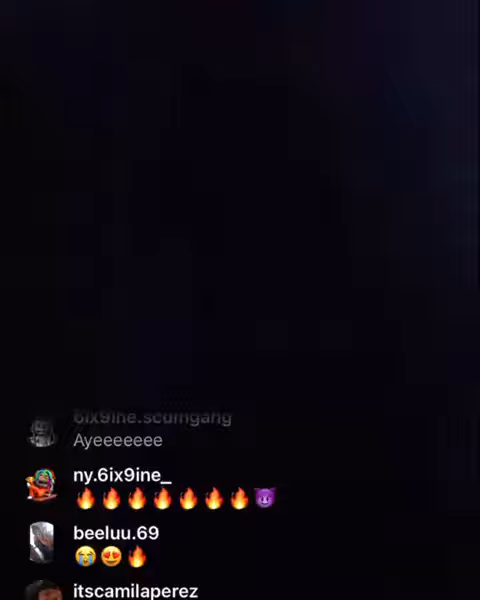 6ix9ine.scumgang
Ayeeeeeee
ny.6ix9ine_
🔥🔥🔥🔥🔥🔥🔥😈
beeluu.69
😭😍🔥
itscamilaperez